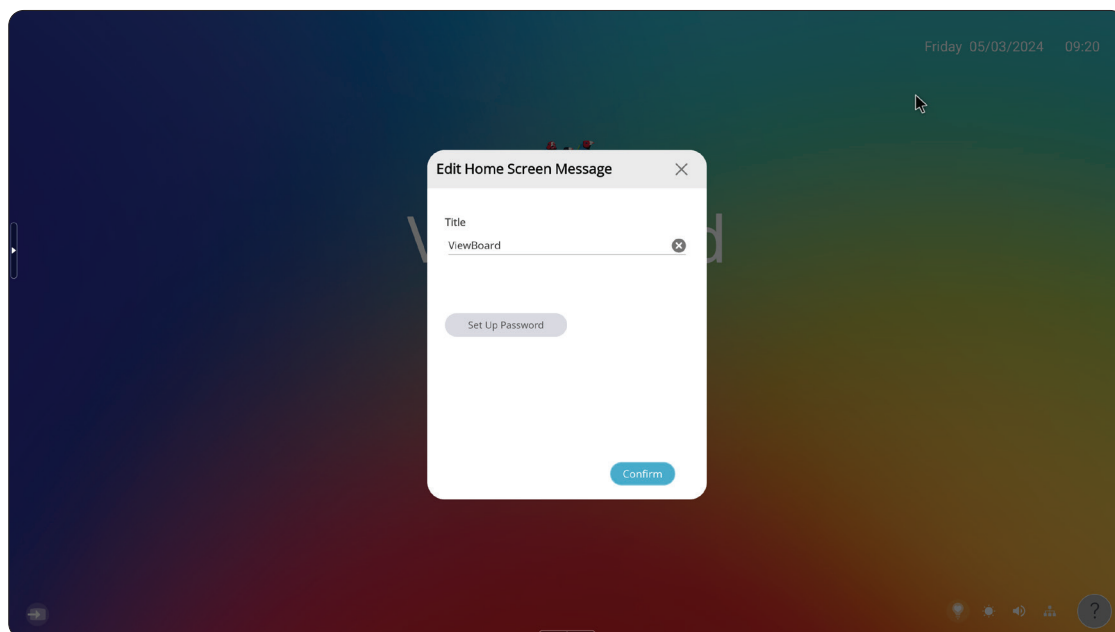 Friday 05/03/2024 09:20
Edit Home Screen Message
Title
ViewBoard
Set Up Password
Confirm
?